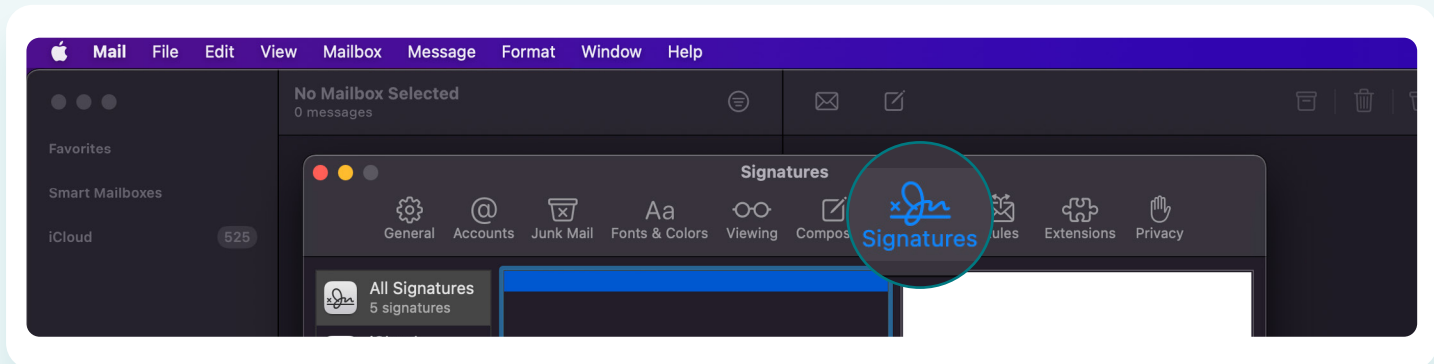 Mail File Edit View Mailbox Message Format Window Help
No Mailbox Selected
0 messages
Favorites
Smart Mailboxes
iCloud 525
Signatures
General Accounts Junk Mail Fonts & Colors Viewing Compos Signatures ules Extensions Privacy
All Signatures
5 signatures